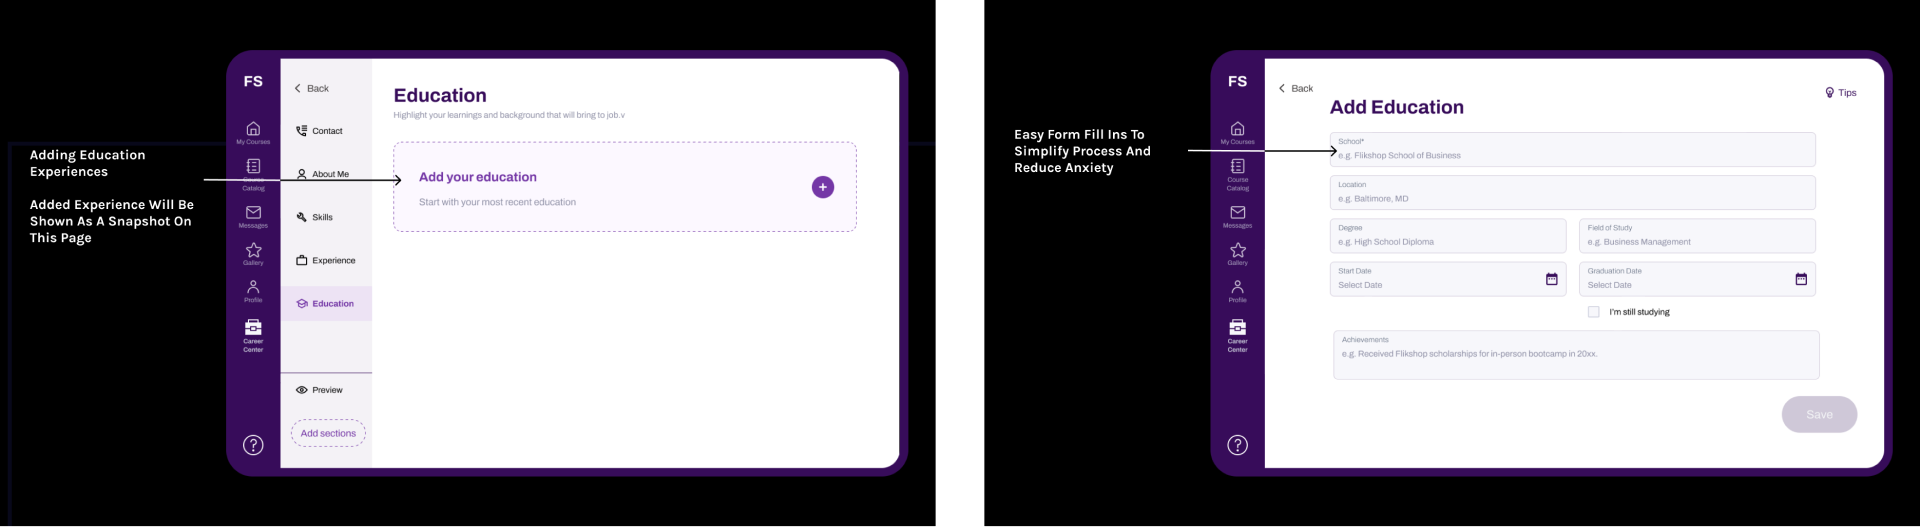 Adding Education
Experiences
Added Experience Will Be
Shown As A Snapshot On
This Page
FS
My Courses
Course
Catalog
Messages
Gallery
Profile
Career
Center
?
Back
Contact
About Me
Skills
Experience
Education
Preview
Add sections
Education
Highlight your learnings and background that will bring to job.v
Add your education
Start with your most recent education
+
Easy Form Fill Ins To
Simplify Process And
Reduce Anxiety
FS
My Courses
Course
Catalog
Messages
Gallery
Profile
Career
Center
?
Back
Tips
Add Education
School*
e.g. Flikshop School of Business
Location
e.g. Baltimore, MD
Degree
e.g. High School Diploma
Field of Study
e.g. Business Management
Start Date
Select Date
Graduation Date
Select Date
I'm still studying
Achievements
e.g. Received Flikshop scholarships for in-person bootcamp in 20xx.
Save